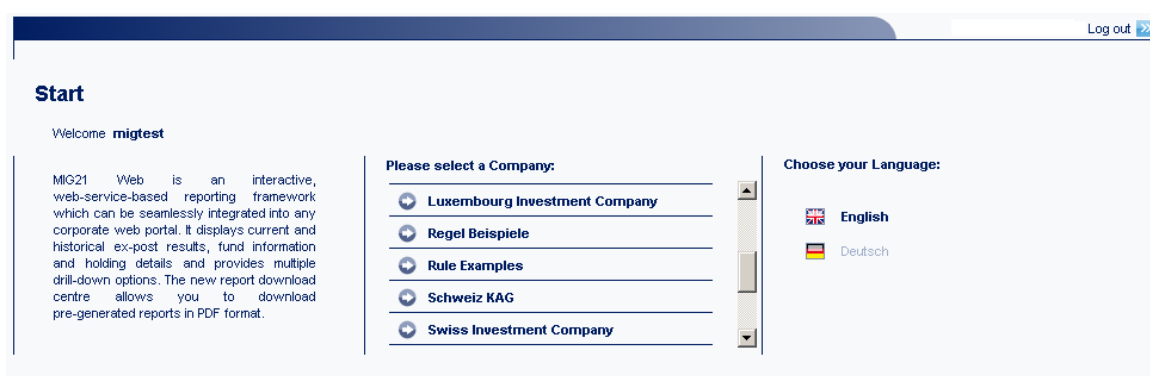 Log out
Start
Welcome migtest
MIG21 Web is an interactive,
web-service-based reporting framework
which can be seamlessly integrated into any
corporate web portal. It displays current and
historical ex-post results, fund information
and holding details and provides multiple
drill-down options. The new report download
centre allows you to download
pre-generated reports in PDF format.
Please select a Company:
Luxembourg Investment Company
Regel Beispiele
Rule Examples
Schweiz KAG
Swiss Investment Company
Choose your Language:
English
Deutsch